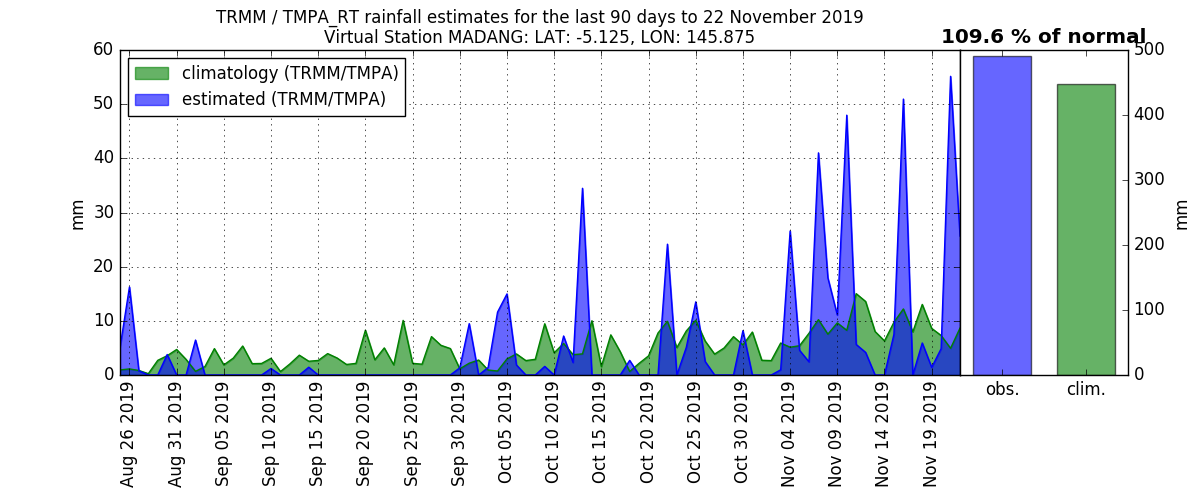 TRMM / TMPA_RT rainfall estimates for the last 90 days to 22 November 2019
Virtual Station MADANG: LAT: -5.125, LON: 145.875
109.6 % of normal
climatology (TRMM/TMPA)
estimated (TRMM/TMPA)
60
50
40
30
20
10
0
mm
500
400
300
200
100
0
mm
Aug 26 2019
Aug 31 2019
Sep 05 2019
Sep 10 2019
Sep 15 2019
Sep 20 2019
Sep 25 2019
Sep 30 2019
Oct 05 2019
Oct 10 2019
Oct 15 2019
Oct 20 2019
Oct 25 2019
Oct 30 2019
Nov 04 2019
Nov 09 2019
Nov 14 2019
Nov 19 2019
obs.
clim.